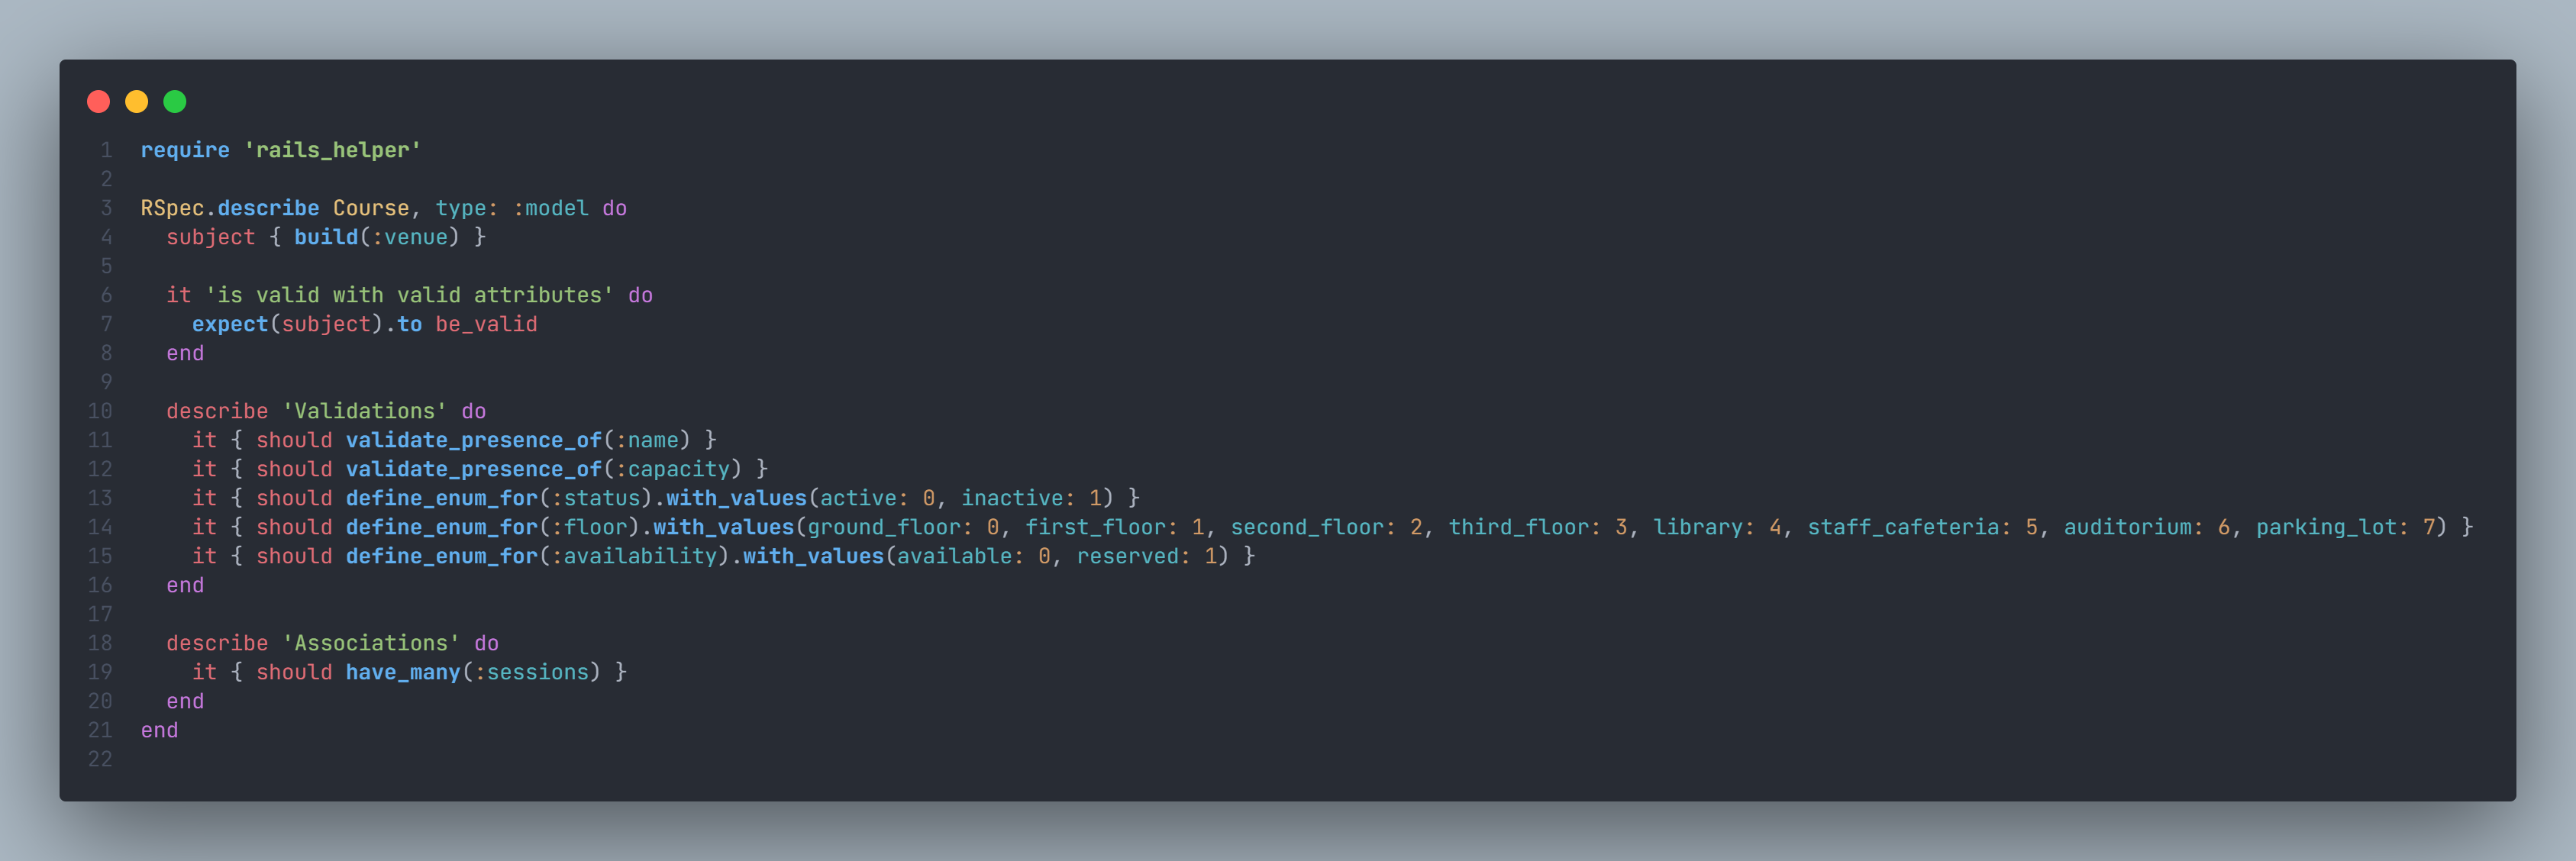 1 require 'rails_helper'
2
3 RSpec.describe Course, type: :model do
4   subject { build(:venue) }
5
6   it 'is valid with valid attributes' do
7     expect(subject).to be_valid
8   end
9
10   describe 'Validations' do
11     it { should validate_presence_of(:name) }
12     it { should validate_presence_of(:capacity) }
13     it { should define_enum_for(:status).with_values(active: 0, inactive: 1) }
14     it { should define_enum_for(:floor).with_values(ground_floor: 0, first_floor: 1, second_floor: 2, third_floor: 3, library: 4, staff_cafeteria: 5, auditorium: 6, parking_lot: 7) }
15     it { should define_enum_for(:availability).with_values(available: 0, reserved: 1) }
16   end
17
18   describe 'Associations' do
19     it { should have_many(:sessions) }
20   end
21 end
22